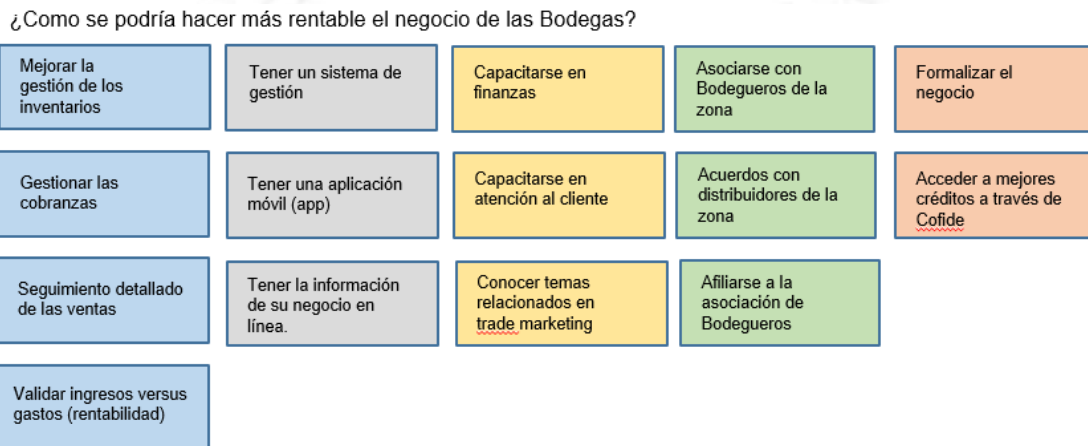 ¿Como se podría hacer más rentable el negocio de las Bodegas?
Mejorar la
gestión de los
inventarios
Tener un sistema de
gestión
Capacitarse en
finanzas
Asociarse con
Bodegueros de la
zona
Formalizar el
negocio
Gestionar las
cobranzas
Tener una aplicación
móvil (app)
Capacitarse en
atención al cliente
Acuerdos con
distribuidores de la
zona
Acceder a mejores
créditos a través de
Cofide
Seguimiento detallado
de las ventas
Tener la información
de su negocio en
línea.
Conocer temas
relacionados en
trade marketing
Afiliarse a la
asociación de
Bodegueros
Validar ingresos versus
gastos (rentabilidad)